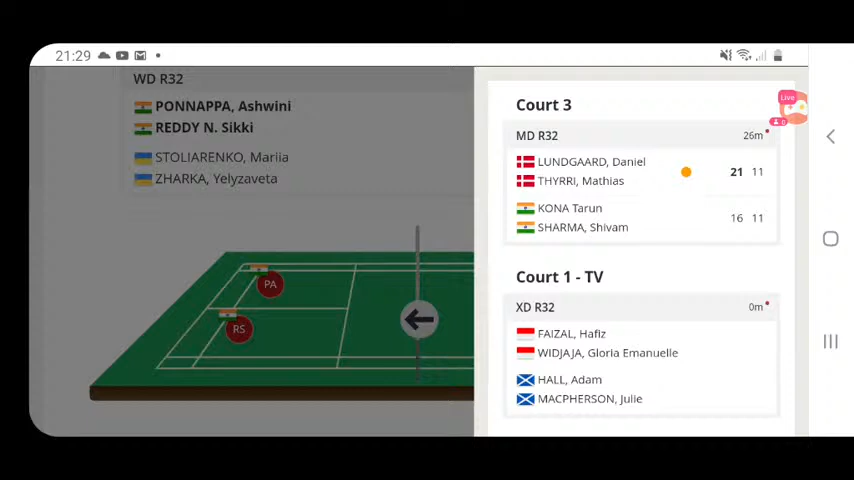 21:29
WD R32
PONNAPPA, Ashwini
REDDY N. Sikki
STOLIARENKO, Mariia
ZHARKA, Yelyzaveta
PA
RS
Live
0
Court 3
MD R32 26m
LUNDGAARD, Daniel
THYRRI, Mathias
21 11
KONA Tarun
SHARMA, Shivam
16 11
Court 1 - TV
XD R32 0m
FAIZAL, Hafiz
WIDJAJA, Gloria Emanuelle
HALL, Adam
MACPHERSON, Julie